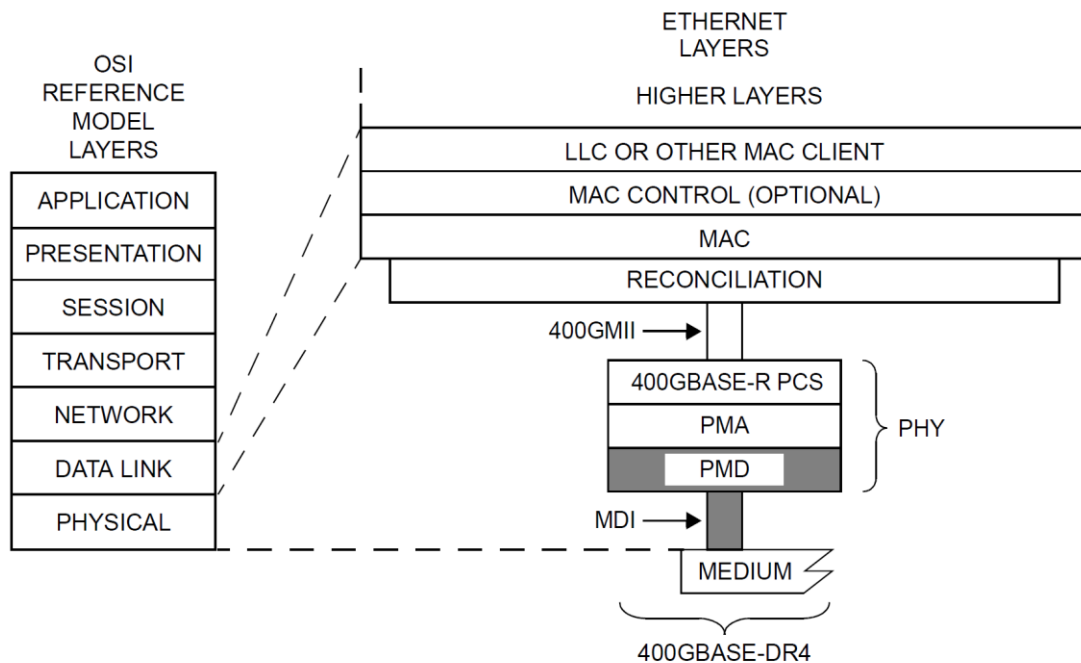 OSI
REFERENCE
MODEL
LAYERS
APPLICATION
PRESENTATION
SESSION
TRANSPORT
NETWORK
DATA LINK
PHYSICAL
ETHERNET
LAYERS
HIGHER LAYERS
LLC OR OTHER MAC CLIENT
MAC CONTROL (OPTIONAL)
MAC
RECONCILIATION
400GMII
400GBASE-R PCS
PMA
PMD
PHY
MDI
MEDIUM
400GBASE-DR4